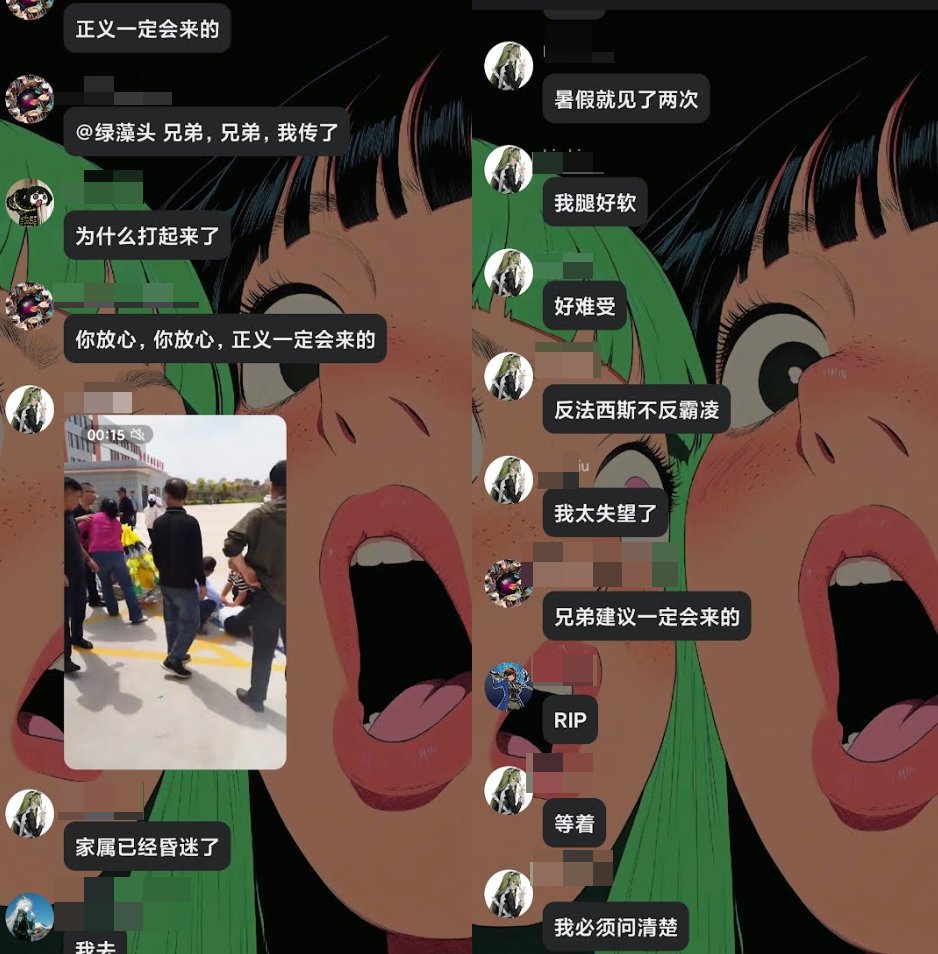 正义一定会来的
@绿藻头 兄弟，兄弟，我传了
为什么打起来了
你放心，你放心，正义一定会来的
00:15
家属已经昏迷了
我去
暑假就见了两次
我腿好软
好难受
反法西斯不反霸凌
iu
我太失望了
兄弟建议一定会来的
RIP
等着
我必须问清楚